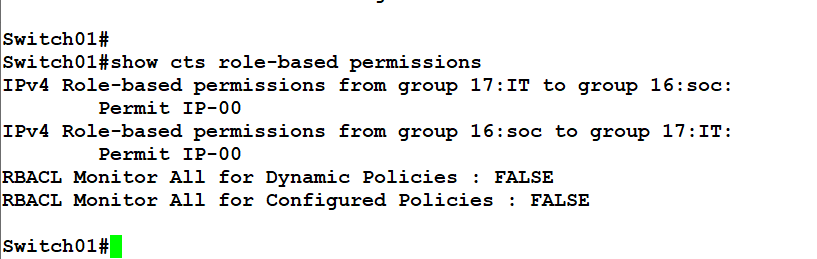 Switch01#
Switch01#show cts role-based permissions
IPv4 Role-based permissions from group 17:IT to group 16:soc:
Permit IP-00
IPv4 Role-based permissions from group 16:soc to group 17:IT:
Permit IP-00
RBACL Monitor All for Dynamic Policies : FALSE
RBACL Monitor All for Configured Policies : FALSE
Switch01#